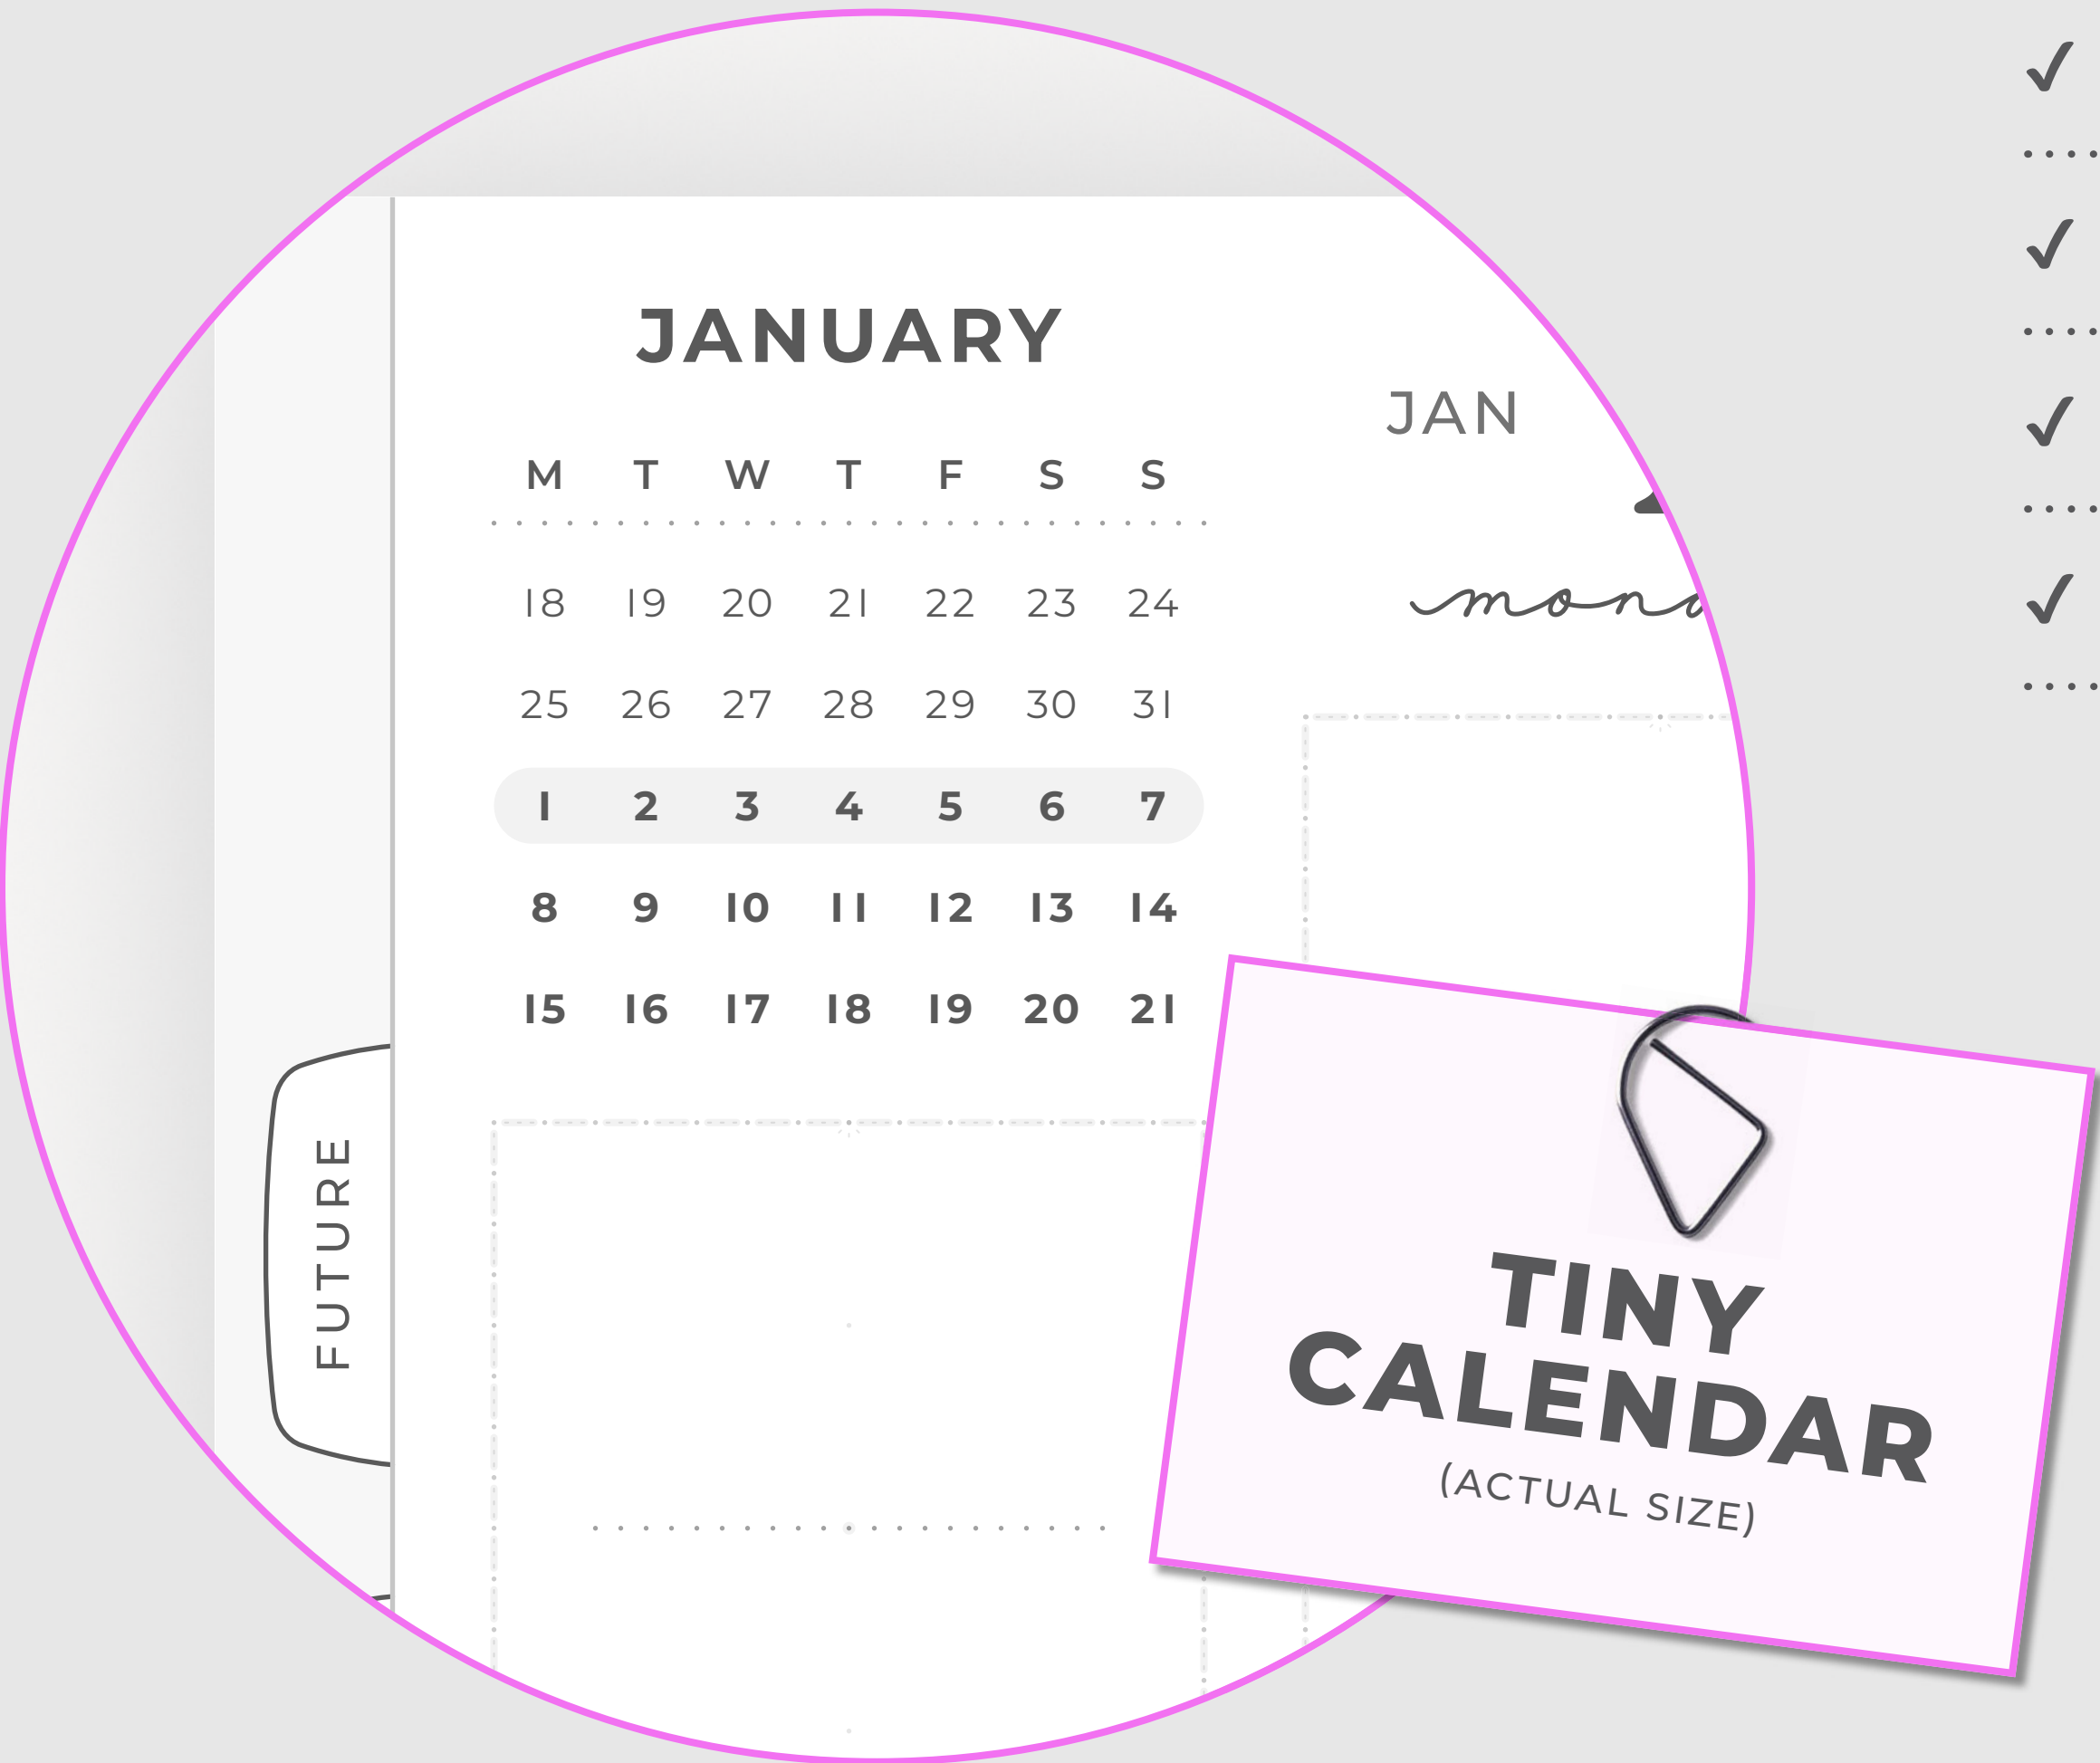 JANUARY
M T W T F S S
18 19 20 21 22 23 24
25 26 27 28 29 30 31
1 2 3 4 5 6 7
8 9 10 11 12 13 14
15 16 17 18 19 20 21
JAN
FUTURE
TINY
CALENDAR
(ACTUAL SIZE)